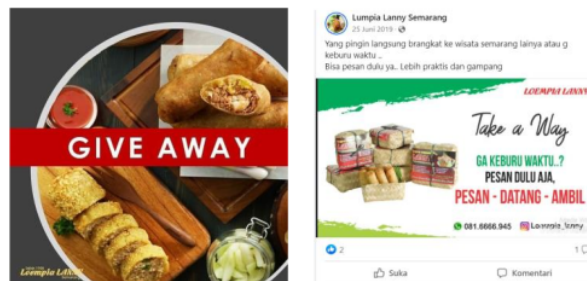 GIVE AWAY
Loempia LANNY
Lumpia Lanny Semarang
25 Juni 2019
Yang pingin langsung brangkat ke wisata semarang lainya atau g
keburu waktu ..
Bisa pesan dulu ya.. Lebih praktis dan gampang
LOEMPIA LANNY
Take a Way
GA KEBURU WAKTU..?
PESAN DULU AJA,
PESAN - DATANG - AMBIL
081.6666.945
2
Suka
Komentari